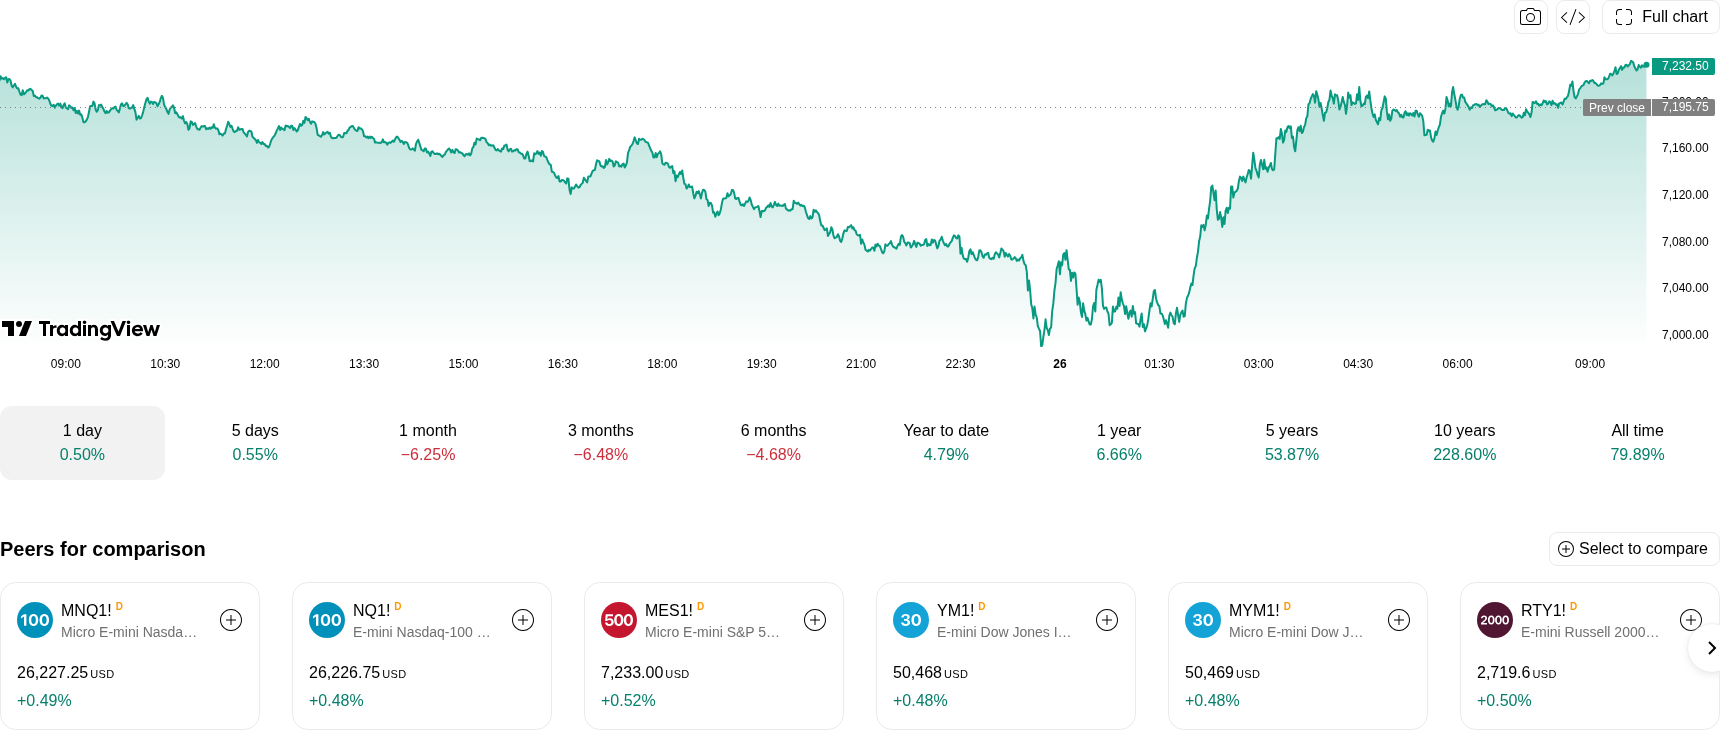 </> Full chart
7,232.50
Prev close 7,195.75
7,160.00
7,120.00
7,080.00
7,040.00
7,000.00
TradingView
09:00 10:30 12:00 13:30 15:00 16:30 18:00 19:30 21:00 22:30 26 01:30 03:00 04:30 06:00 09:00
1 day 5 days 1 month 3 months 6 months Year to date 1 year 5 years 10 years All time
0.50% 0.55% −6.25% −6.48% −4.68% 4.79% 6.66% 53.87% 228.60% 79.89%
Peers for comparison
Select to compare
100 MNQ1! D
Micro E-mini Nasda…
26,227.25 USD
+0.49%
100 NQ1! D
E-mini Nasdaq-100 …
26,226.75 USD
+0.48%
500 MES1! D
Micro E-mini S&P 5…
7,233.00 USD
+0.52%
30 YM1! D
E-mini Dow Jones I…
50,468 USD
+0.48%
30 MYM1! D
Micro E-mini Dow J…
50,469 USD
+0.48%
2000 RTY1! D
E-mini Russell 2000…
2,719.6 USD
+0.50%